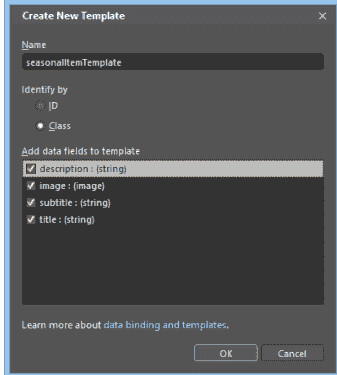 Create New Template
Name
seasonalItemTemplate
Identify by
ID
Class
Add data fields to template
description : (string)
image : (image)
subtitle : (string)
title : (string)
Learn more about data binding and templates.
OK Cancel